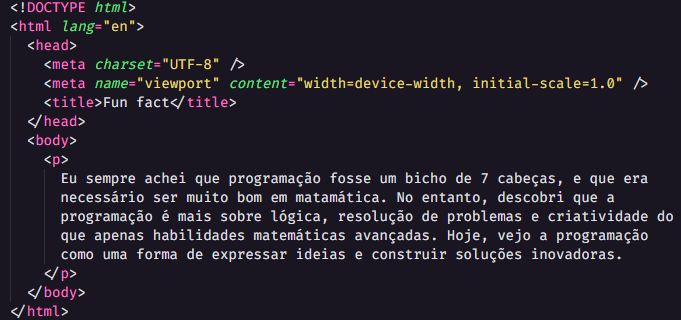 <!DOCTYPE html>
<html lang="en">
<head>
<meta charset="UTF-8" />
<meta name="viewport" content="width=device-width, initial-scale=1.0" />
<title>Fun fact</title>
</head>
<body>
<p>
Eu sempre achei que programação fosse um bicho de 7 cabeças, e que era
necessário ser muito bom em matamática. No entanto, descobri que a
programação é mais sobre lógica, resolução de problemas e criatividade do
que apenas habilidades matemáticas avançadas. Hoje, vejo a programação
como uma forma de expressar ideias e construir soluções inovadoras.
</p>
</body>
</html>